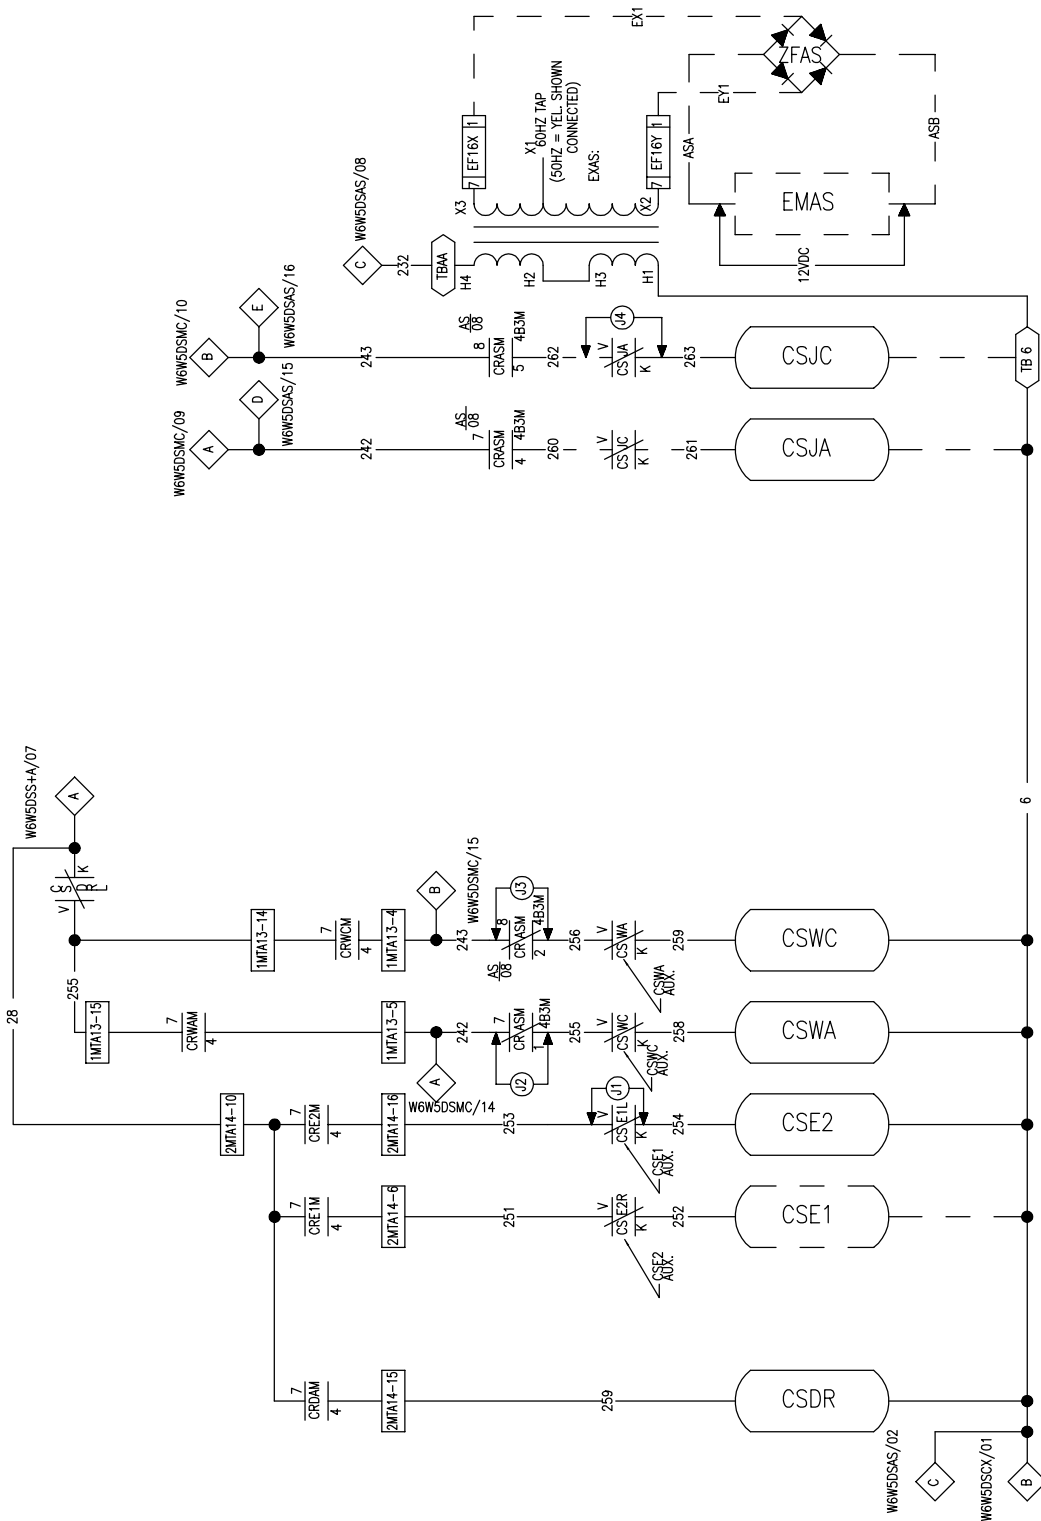 W6W5DSS+A/07
A
28
C
S
D
R
L
V
K
255
1MTA13-15
1MTA13-14
7
CRWAM
4
7
CRWCM
4
2MTA14-10
7
CRDAM
4
7
CRE1M
4
7
CRE2M
4
2MTA14-15
2MTA14-6
2MTA14-16
1MTA13-5
1MTA13-4
A
W6W5DSMC/14
B
W6W5DSMC/15
242
243
7
CRASM
1
4B3M
J2
AS
08
8
CRASM
2
4B3M
J3
259
251
253
255
256
V
CSE2R
K
CSE2
AUX.
V
CSE1L
K
J1
CSE1
AUX.
V
CSWC
K
CSWC
AUX.
V
CSWA
K
CSWA
AUX.
252
254
258
259
CSDR
CSE1
CSE2
CSWA
CSWC
W6W5DSAS/02
C
W6W5DSCX/01
B
6
W6W5DSMC/09
A
D
W6W5DSAS/15
242
W6W5DSMC/10
B
E
W6W5DSAS/16
243
AS
08
7
CRASM
4
4B3M
AS
08
8
CRASM
5
4B3M
260
262
V
CSJC
K
V
CSJA
K
J4
261
263
CSJA
CSJC
TB 6
W6W5DSAS/08
C
232
TBAA
H4
H2
H3
H1
X3
X2
7 EF16X 1
7 EF16Y 1
X1
60HZ TAP
(50HZ = YEL. SHOWN
CONNECTED)
EXAS:
EX1
EY1
ZFAS
ASA
ASB
EMAS
12VDC